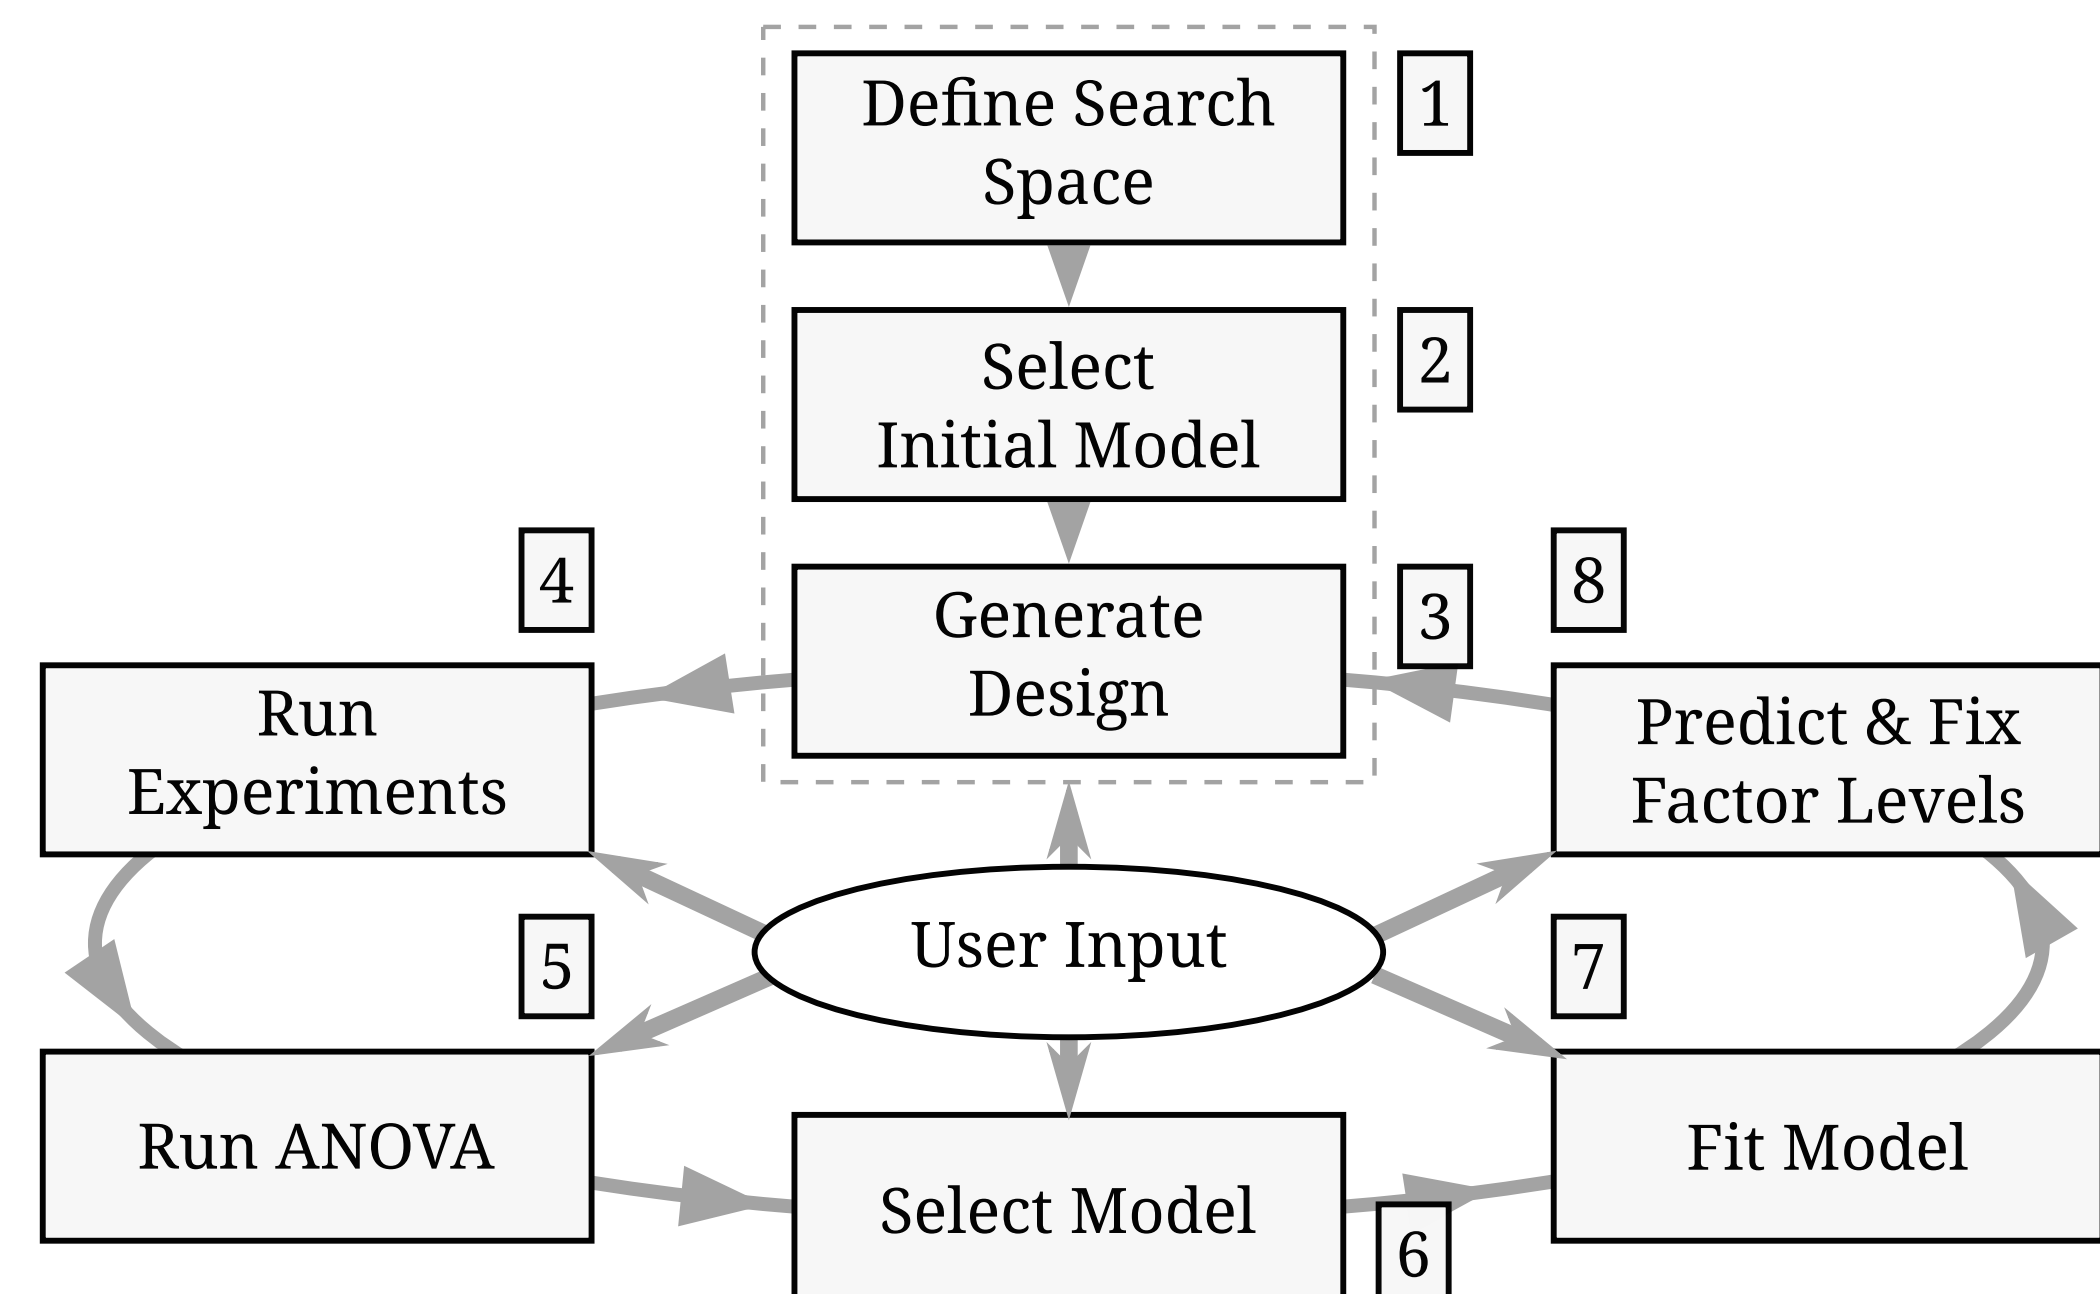 Define Search
Space
1
Select
Initial Model
2
Generate
Design
3
4
Run
Experiments
8
Predict & Fix
Factor Levels
User Input
5
Run ANOVA
7
Fit Model
Select Model
6